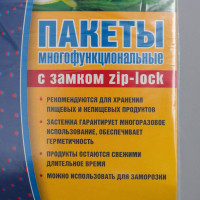 ПАКЕТЫ
многофункциональные
с замком zip-lock
• РЕКОМЕНДУЮТСЯ ДЛЯ ХРАНЕНИЯ
ПИЩЕВЫХ И НЕПИЩЕВЫХ ПРОДУКТОВ
• ЗАСТЕЖКА ГАРАНТИРУЕТ МНОГОРАЗОВОЕ
ИСПОЛЬЗОВАНИЕ, ОБЕСПЕЧИВАЕТ
ГЕРМЕТИЧНОСТЬ
• ПРОДУКТЫ ОСТАЮТСЯ СВЕЖИМИ
ДЛИТЕЛЬНОЕ ВРЕМЯ
• МОЖНО ИСПОЛЬЗОВАТЬ ДЛЯ ЗАМОРОЗКИ